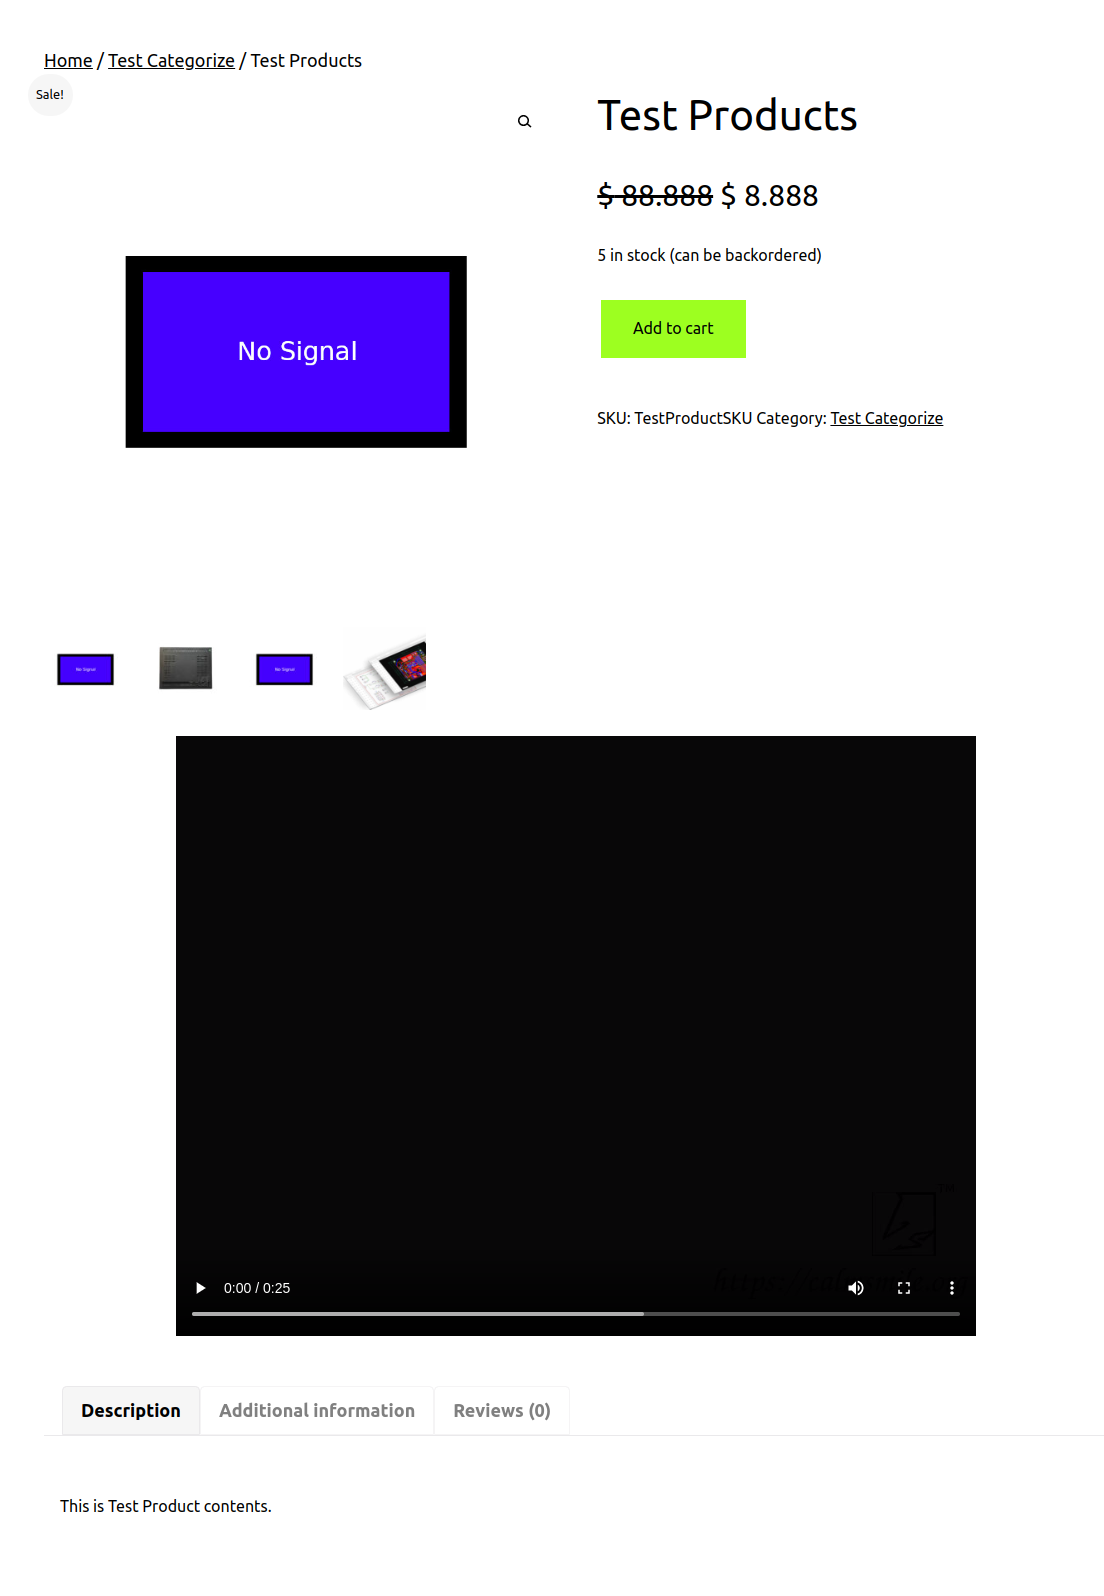 Home / Test Categorize / Test Products
Sale!
Test Products
$ 88.888 $ 8.888
5 in stock (can be backordered)
Add to cart
SKU: TestProductSKU Category: Test Categorize
No Signal
No Signal
No Signal
0:00 / 0:25
Description
Additional information
Reviews (0)
This is Test Product contents.